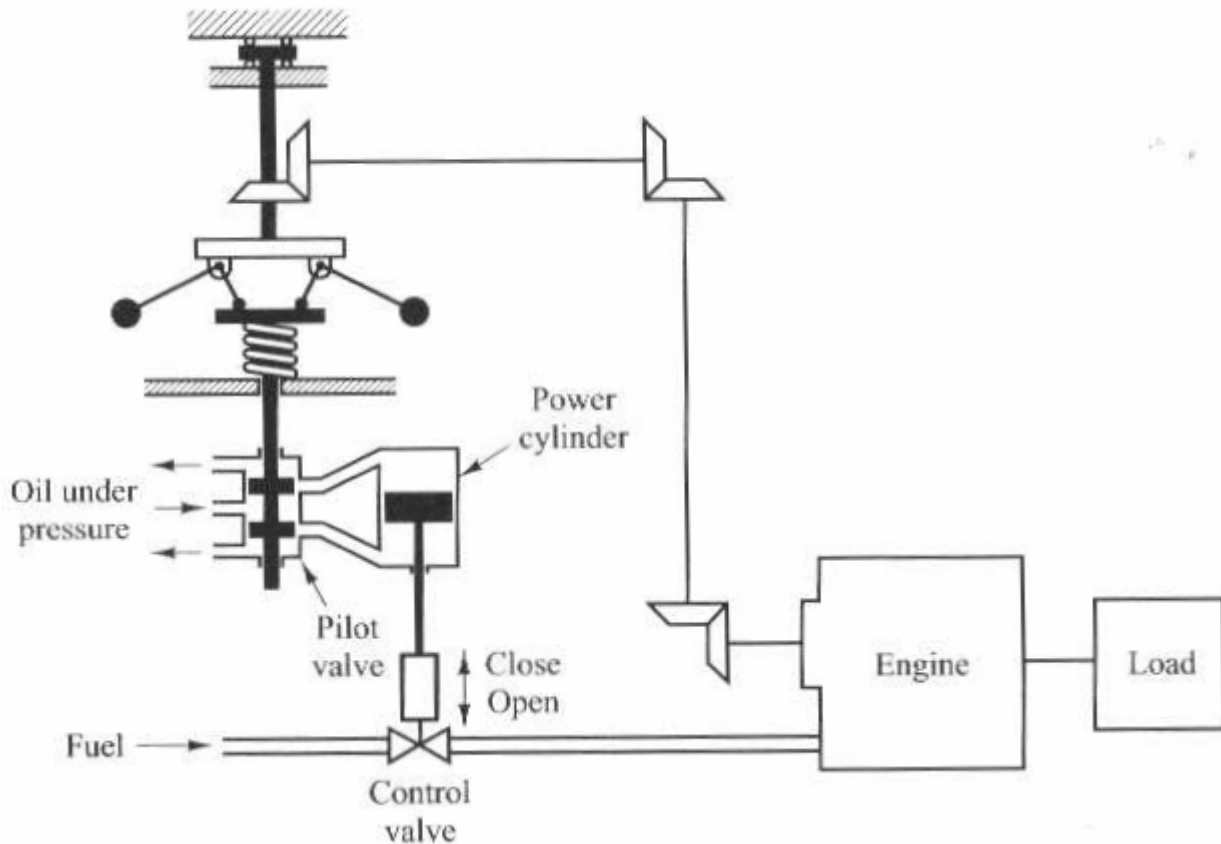 Power
cylinder
Oil under
pressure
Pilot
valve
Close
Open
Engine
Load
Fuel
Control
valve